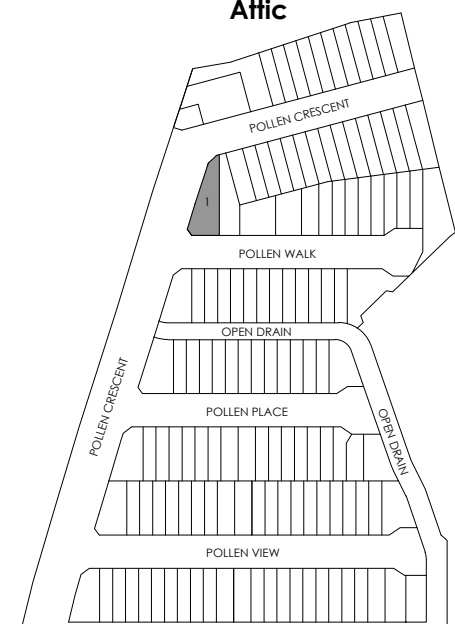 Attic
POLLEN CRESCENT
1
POLLEN WALK
OPEN DRAIN
POLLEN CRESCENT
POLLEN PLACE
OPEN DRAIN
POLLEN VIEW